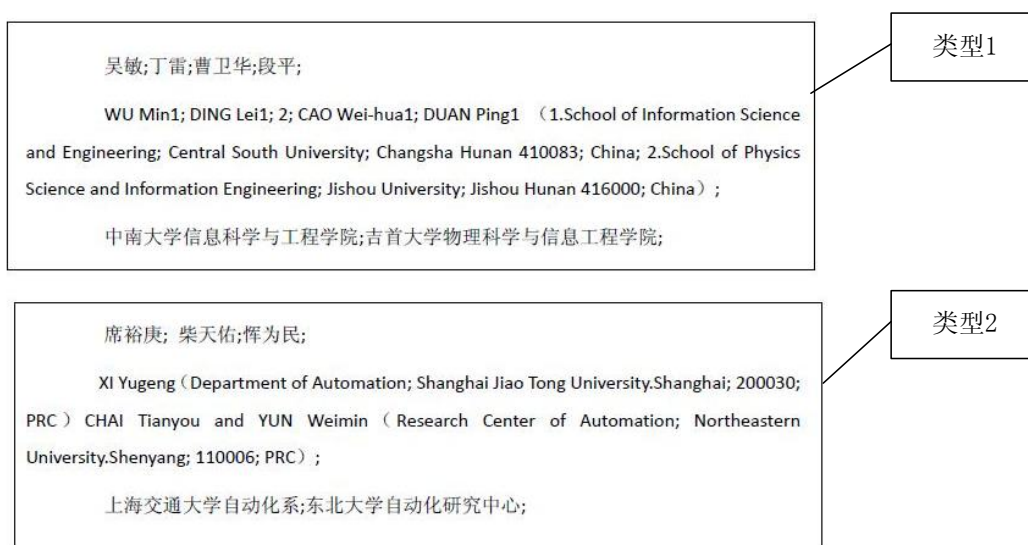 吴敏;丁雷;曹卫华;段平;
类型1
WU Min1; DING Lei1; 2; CAO Wei-hua1; DUAN Ping1 （1.School of Information Science
and Engineering; Central South University; Changsha Hunan 410083; China; 2.School of Physics
Science and Information Engineering; Jishou University; Jishou Hunan 416000; China）;
中南大学信息科学与工程学院;吉首大学物理科学与信息工程学院;
席裕庚; 柴天佑;恽为民;
类型2
XI Yugeng（Department of Automation; Shanghai Jiao Tong University.Shanghai; 200030;
PRC ）CHAI Tianyou and YUN Weimin （Research Center of Automation; Northeastern
University.Shenyang; 110006; PRC）;
上海交通大学自动化系;东北大学自动化研究中心;